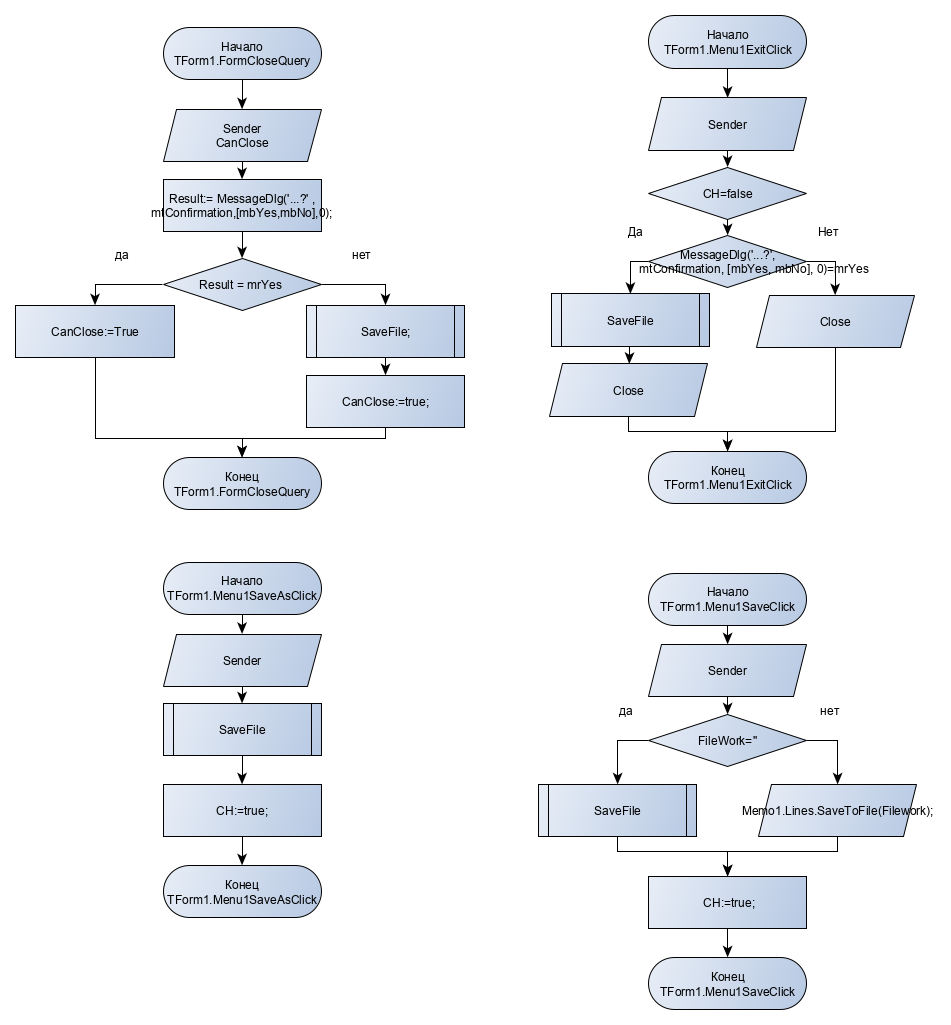 Начало
TForm1.FormCloseQuery
Sender
CanClose
Result:= MessageDlg('...?' ,
mtConfirmation,[mbYes,mbNo],0);
да
нет
Result = mrYes
CanClose:=True
SaveFile;
CanClose:=true;
Конец
TForm1.FormCloseQuery
Начало
TForm1.Menu1ExitClick
Sender
CH=false
Да
Нет
MessageDlg('...?',
mtConfirmation, [mbYes, mbNo], 0)=mrYes
SaveFile
Close
Close
Конец
TForm1.Menu1ExitClick
Начало
TForm1.Menu1SaveAsClick
Sender
SaveFile
CH:=true;
Конец
TForm1.Menu1SaveAsClick
Начало
TForm1.Menu1SaveClick
Sender
да
нет
FileWork=''
SaveFile
Memo1.Lines.SaveToFile(Filework);
CH:=true;
Конец
TForm1.Menu1SaveClick